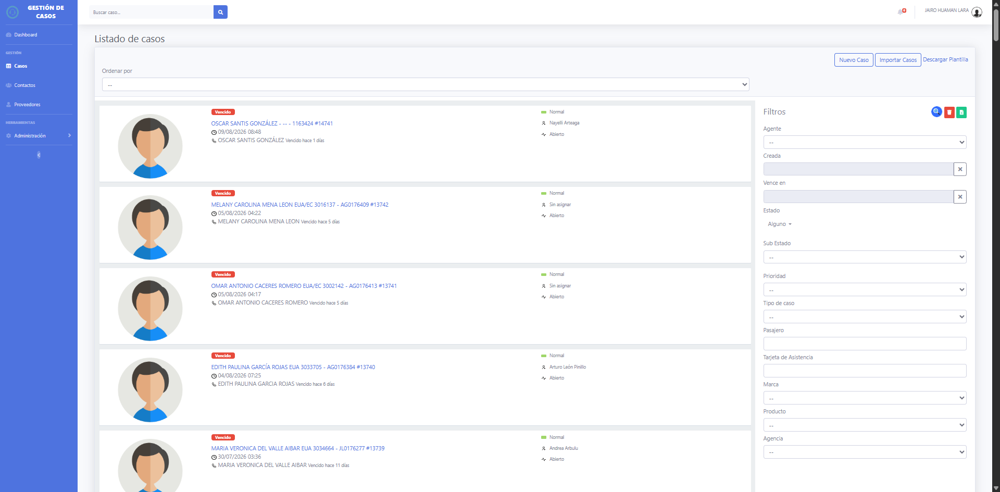 GESTIÓN DE
CASOS
Dashboard
GESTIÓN
Casos
Contactos
Proveedores
HERRAMIENTAS
Administración
Buscar caso...
0
JAIRO HUAMAN LARA
Listado de casos
Nuevo Caso
Importar Casos
Descargar Plantilla
Ordenar por
--
Vencido
OSCAR SANTIS GONZÁLEZ - -- - 1163424 #14741
09/08/2026 08:48
OSCAR SANTIS GONZÁLEZ Vencido hace 1 días
Normal
Nayelli Arteaga
Abierto
Vencido
MELANY CAROLINA MENA LEON EUA/EC 3016137 - AG0176409 #13742
05/08/2026 04:22
MELANY CAROLINA MENA LEON Vencido hace 5 días
Normal
Sin asignar
Abierto
Vencido
OMAR ANTONIO CACERES ROMERO EUA/EC 3002142 - AG0176413 #13741
05/08/2026 04:17
OMAR ANTONIO CACERES ROMERO Vencido hace 5 días
Normal
Sin asignar
Abierto
Vencido
EDITH PAULINA GARCÍA ROJAS EUA 3033705 - AG0176384 #13740
04/08/2026 07:25
EDITH PAULINA GARCIA ROJAS Vencido hace 6 días
Normal
Arturo León Pinillo
Abierto
Vencido
MARIA VERONICA DEL VALLE AIBAR EUA 3034664 - JL0176277 #13739
30/07/2026 03:36
MARIA VERONICA DEL VALLE AIBAR Vencido hace 11 días
Normal
Andrea Arbulu
Abierto
Filtros
Agente
--
Creada
Vence en
Estado
Alguno
Sub Estado
--
Prioridad
--
Tipo de caso
--
Pasajero
Tarjeta de Asistencia
Marca
--
Producto
--
Agencia
--